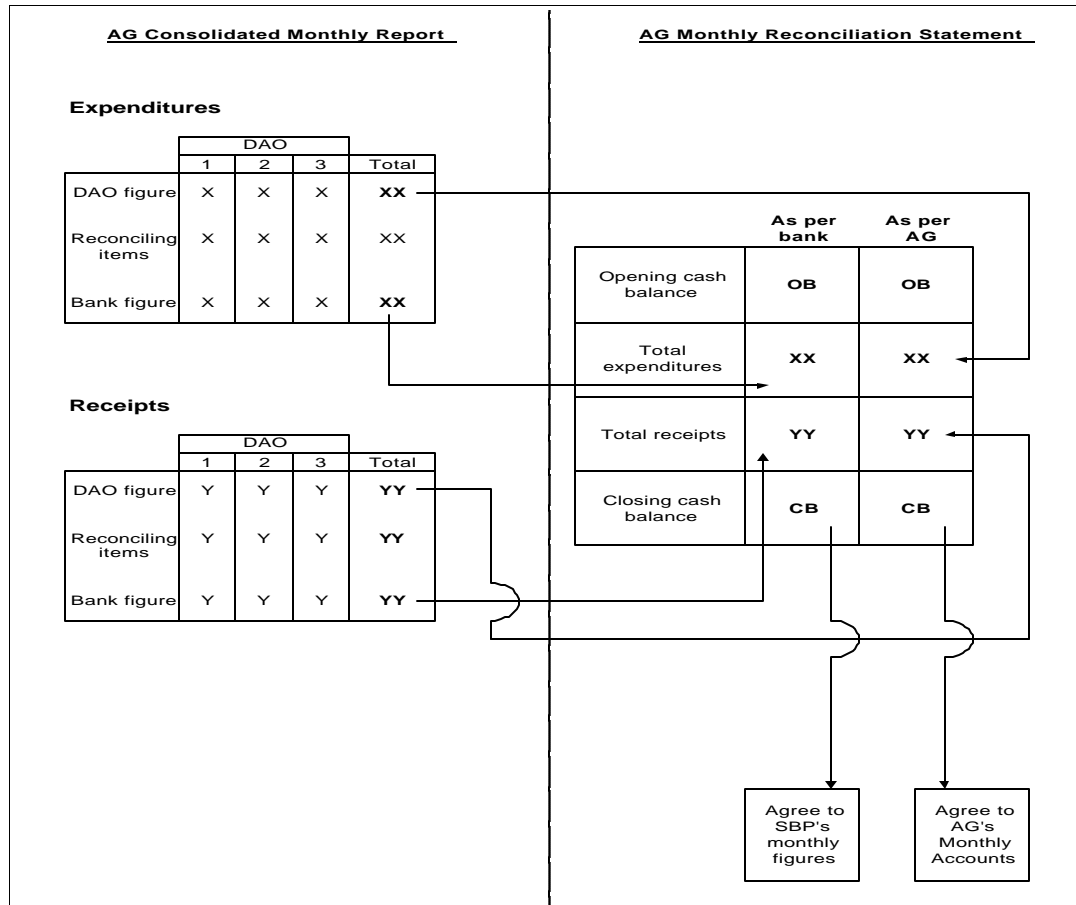 AG Consolidated Monthly Report
AG Monthly Reconciliation Statement
Expenditures
DAO
1 2 3 Total
DAO figure X X X XX
Reconciling
items X X X XX
Bank figure X X X XX
Receipts
DAO
1 2 3 Total
DAO figure Y Y Y YY
Reconciling
items Y Y Y YY
Bank figure Y Y Y YY
As per
bank
As per
AG
Opening cash
balance OB OB
Total
expenditures XX XX
Total receipts YY YY
Closing cash
balance CB CB
Agree to
SBP's
monthly
figures
Agree to
AG's
Monthly
Accounts